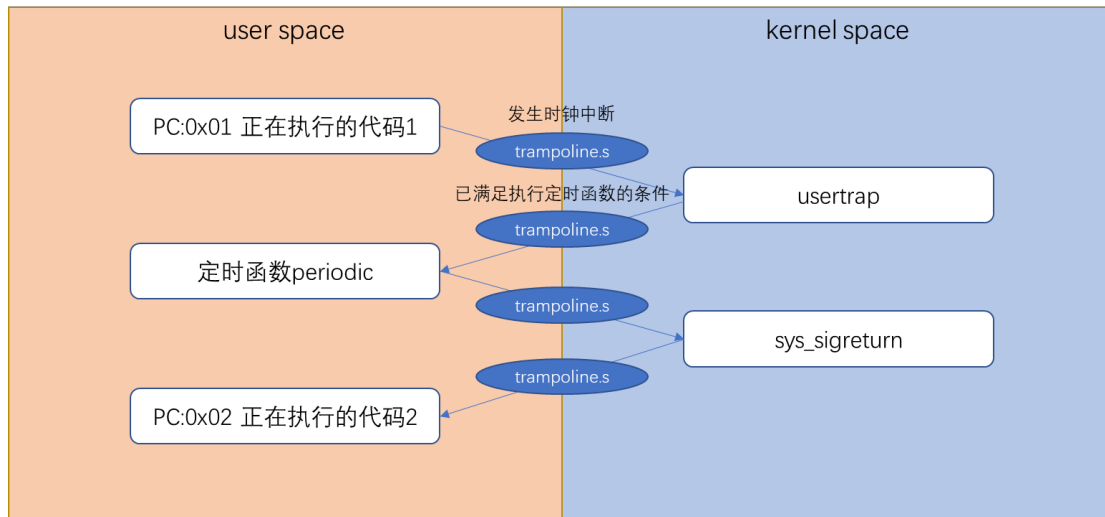 user space
kernel space
PC:0x01 正在执行的代码1
发生时钟中断
trampoline.s
usertrap
已满足执行定时函数的条件
trampoline.s
定时函数periodic
trampoline.s
sys_sigreturn
trampoline.s
PC:0x02 正在执行的代码2